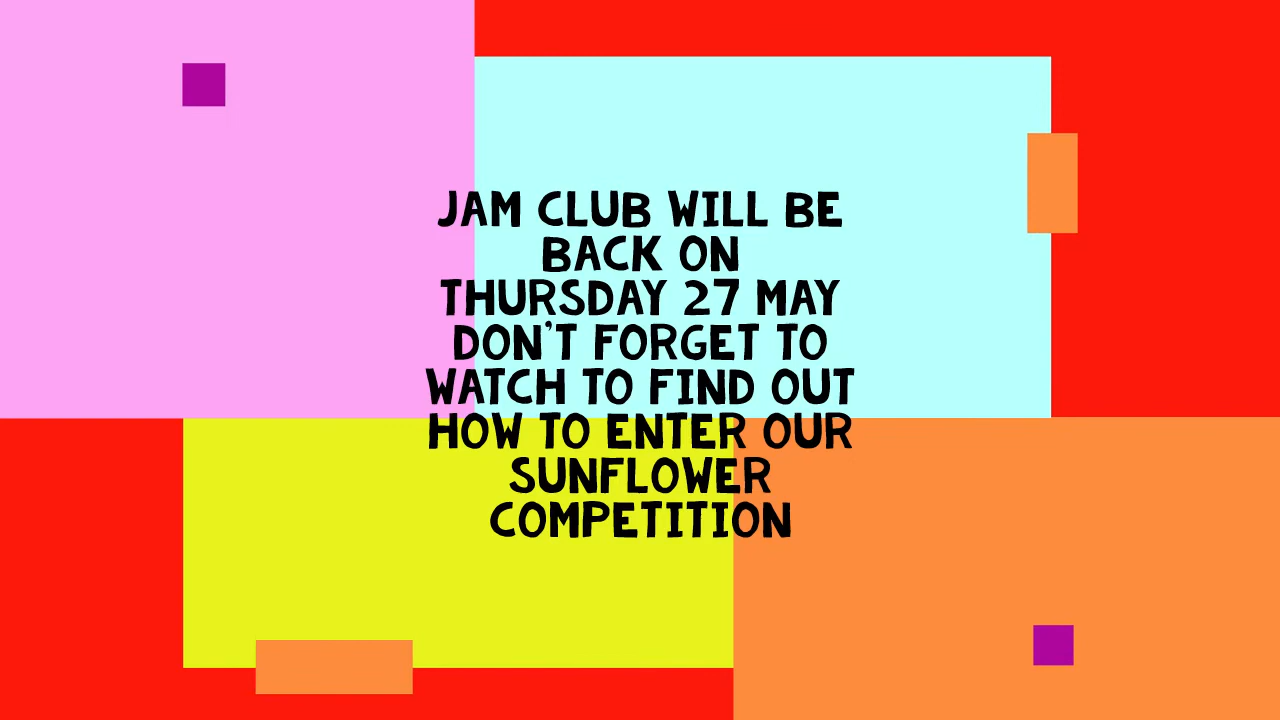 JAM CLUB WILL BE
BACK ON
THURSDAY 27 MAY
DON'T FORGET TO
WATCH TO FIND OUT
HOW TO ENTER OUR
SUNFLOWER
COMPETITION